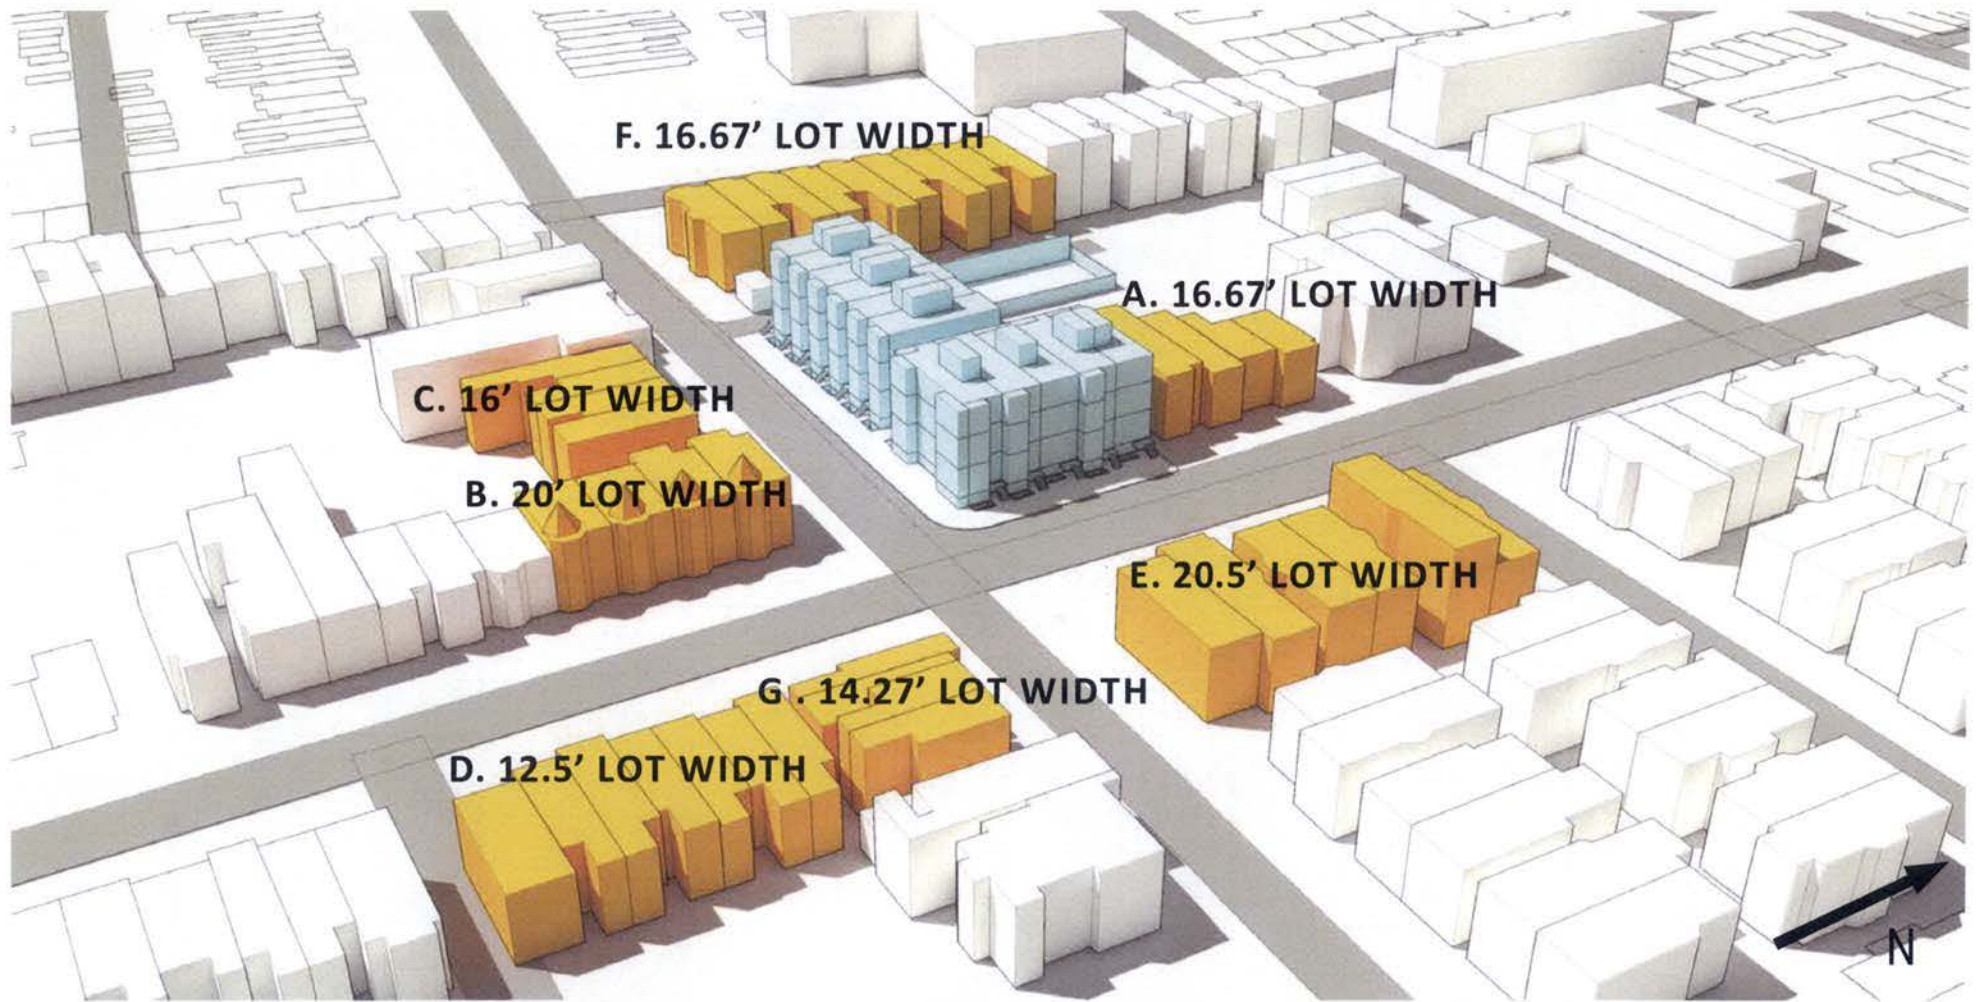 F. 16.67' LOT WIDTH
A. 16.67' LOT WIDTH
C. 16' LOT WIDTH
B. 20' LOT WIDTH
E. 20.5' LOT WIDTH
G . 14.27' LOT WIDTH
D. 12.5' LOT WIDTH
N